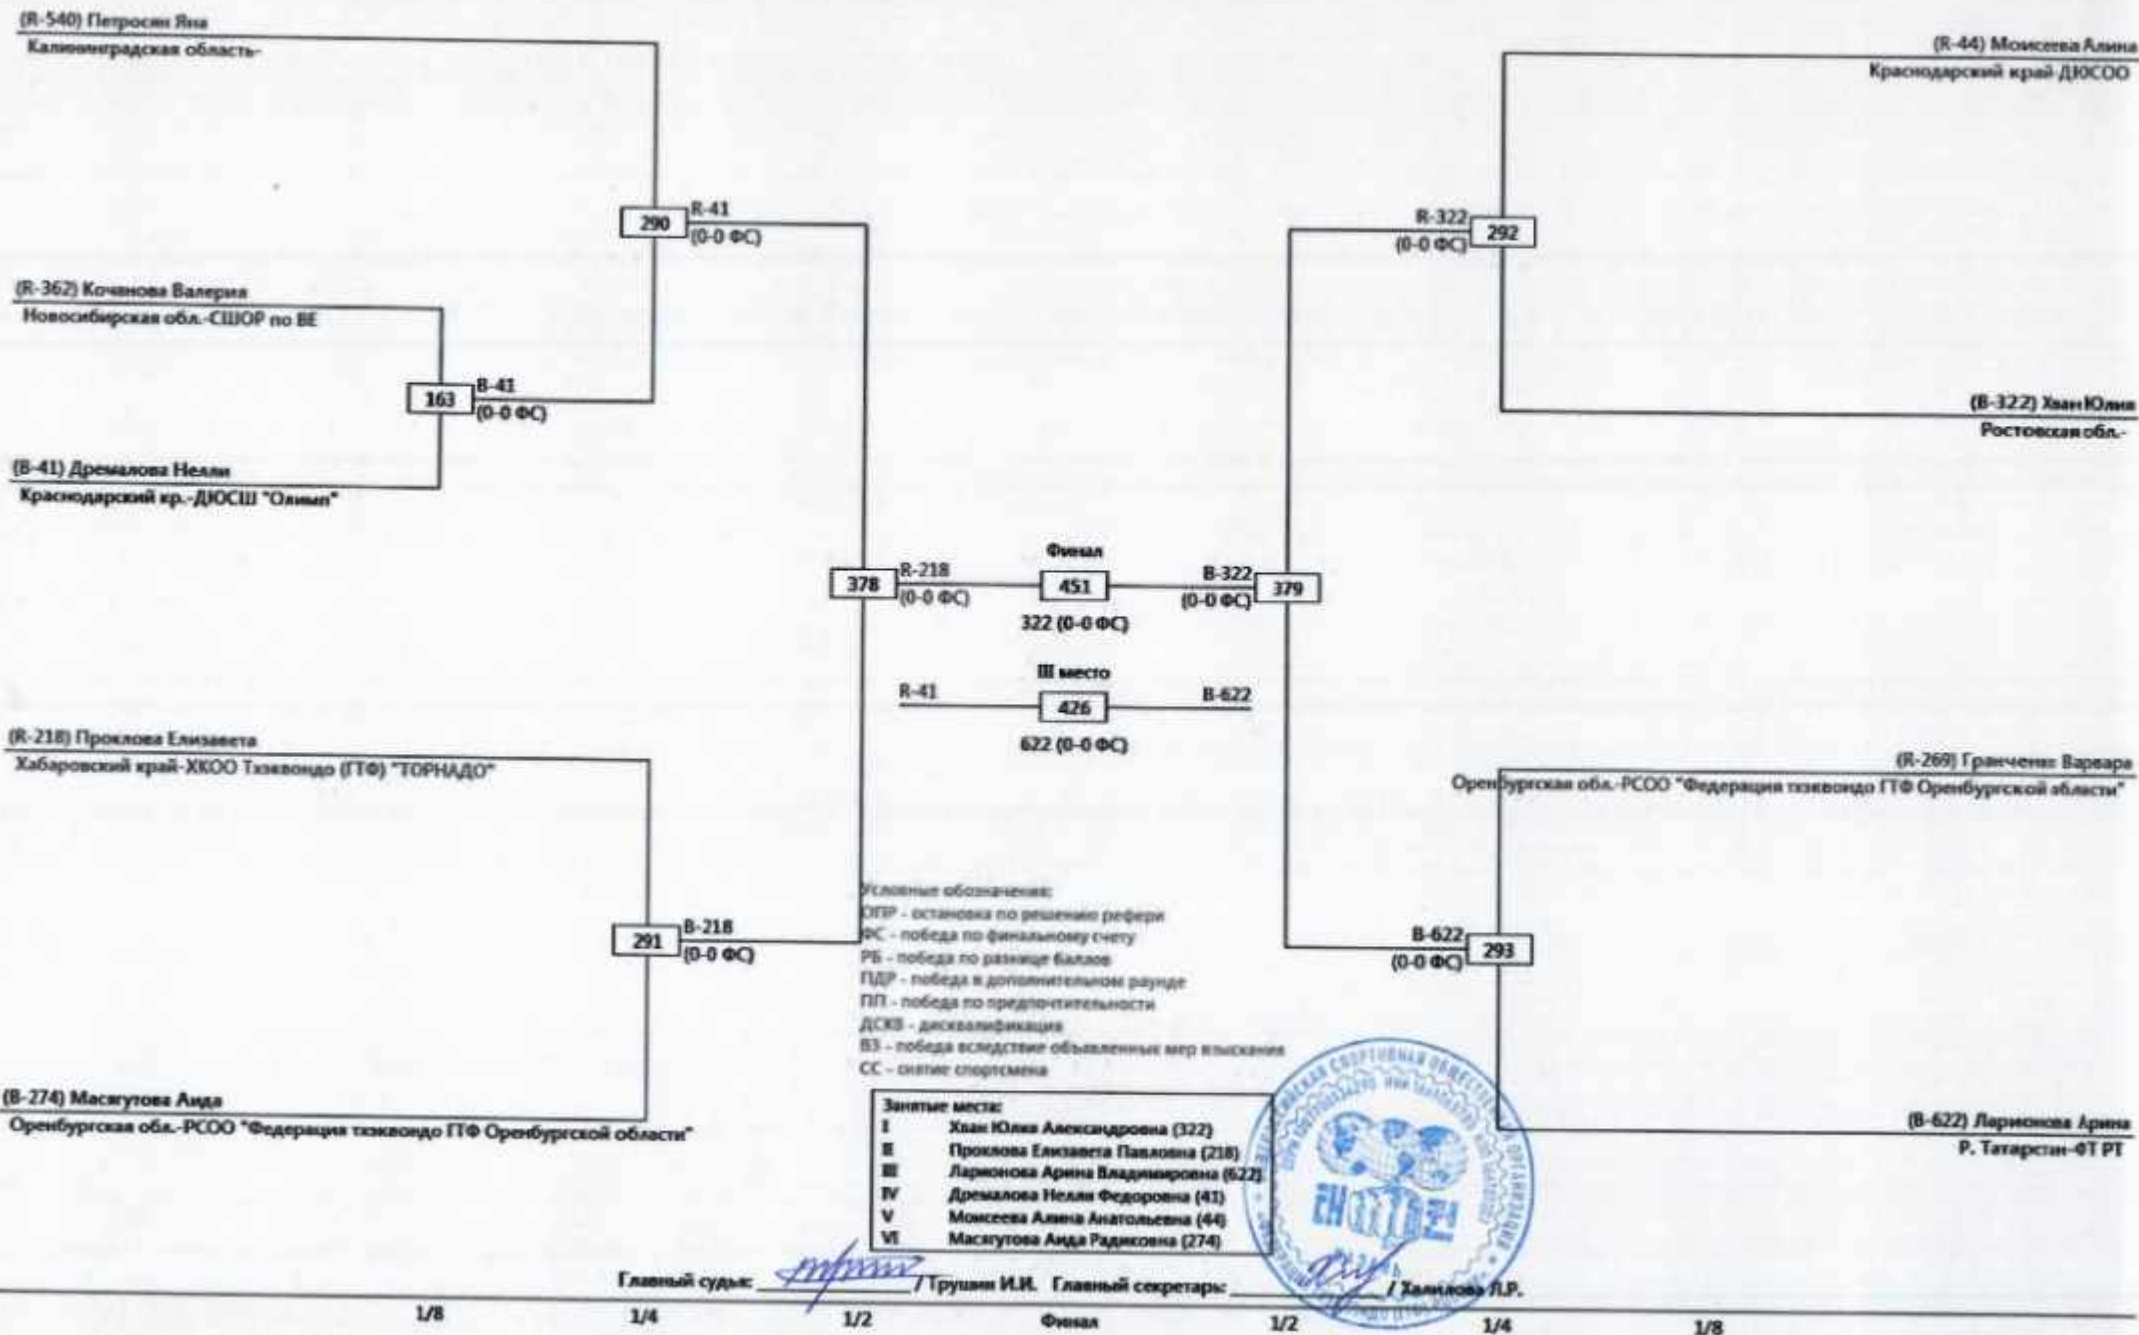 (R-540) Петросян Яна
Калининградская область-
(R-44) Моисеева Алина
Краснодарский край-ДЮСОО
290
R-41
(0-0 ФС)
R-322
(0-0 ФС)
292
(R-362) Кочанова Валерия
Новосибирская обл.-СШОР по ВЕ
163
B-41
(0-0 ФС)
(B-322) Хван Юлия
Ростовская обл.-
(B-41) Дремалова Нелли
Краснодарский кр.-ДЮСШ "Олимп"
378
R-218
(0-0 ФС)
Финал
451
322 (0-0 ФС)
B-322
(0-0 ФС)
379
III место
R-41
426
B-622
622 (0-0 ФС)
(R-218) Проклова Елизавета
Хабаровский край-ХКОО Тхэквондо (ГТФ) "ТОРНАДО"
(R-269) Гранченко Варвара
Оренбургская обл.-РСОО "Федерация тхэквондо ГТФ Оренбургской области"
291
B-218
(0-0 ФС)
B-622
(0-0 ФС)
293
Условные обозначения:
ОПР - остановка по решению рефери
ФС - победа по финальному счету
РБ - победа по разнице баллов
ПДР - победа в дополнительном раунде
ПП - победа по предпочтительности
ДСКВ - дисквалификация
ВЗ - победа вследствие объявленных мер взыскания
СС - снятие спортсмена
(B-274) Масягутова Аида
Оренбургская обл.-РСОО "Федерация тхэквондо ГТФ Оренбургской области"
(B-622) Ларионова Арина
Р. Татарстан-ФТ РТ
Занятые места:
I Хван Юлия Александровна (322)
II Проклова Елизавета Павловна (218)
III Ларионова Арина Владимировна (622)
IV Дремалова Нелли Федоровна (41)
V Моисеева Алина Анатольевна (44)
VI Масягутова Аида Радиковна (274)
Главный судья: / Трушин И.И. Главный секретарь: / Халилова Л.Р.
1/8 1/4 1/2 Финал 1/2 1/4 1/8